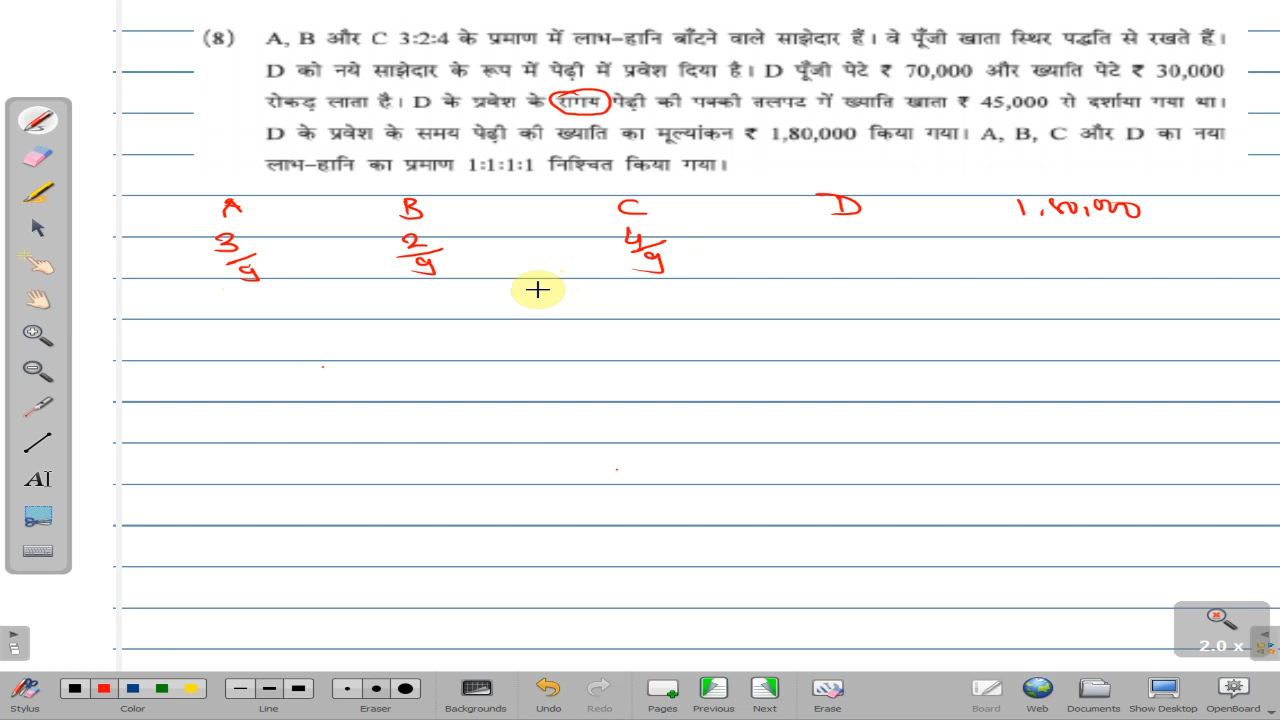 (8) A, B और C 3:2:4 के प्रमाण में लाभ-हानि बाँटने वाले साझेदार हैं। वे पूँजी खाता स्थिर पद्धति से रखते हैं।
D को नये साझेदार के रूप में पेढ़ी में प्रवेश दिया है। D पूँजी पेटे ₹ 70,000 और ख्याति पेटे ₹ 30,000
रोकड़ लाता है। D के प्रवेश के समय पेढ़ी की पक्की तलपट में ख्याति खाता ₹ 45,000 से दर्शाया गया था।
D के प्रवेश के समय पेढ़ी की ख्याति का मूल्यांकन ₹ 1,80,000 किया गया। A, B, C और D का नया
लाभ-हानि का प्रमाण 1:1:1:1 निश्चित किया गया।
A B C D 1,80,000
3/9 2/9 4/9
AI
2.0 x
Stylus Color Line Eraser Backgrounds Undo Redo Pages Previous Next Erase Board Web Documents Show Desktop OpenBoard